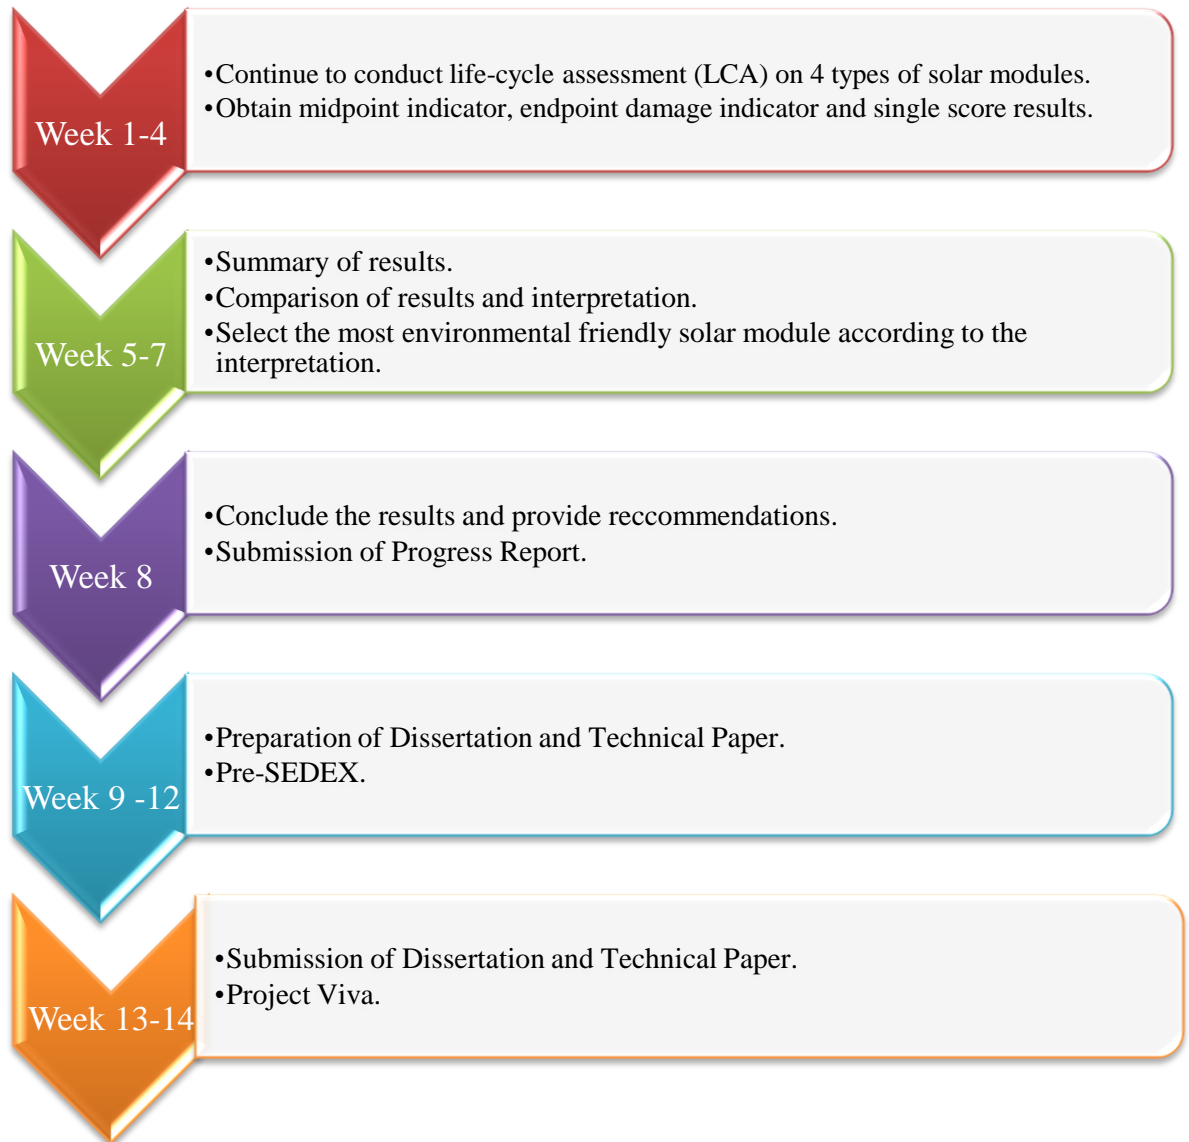 Week 1-4
•Continue to conduct life-cycle assessment (LCA) on 4 types of solar modules.
•Obtain midpoint indicator, endpoint damage indicator and single score results.
Week 5-7
•Summary of results.
•Comparison of results and interpretation.
•Select the most environmental friendly solar module according to the
interpretation.
Week 8
•Conclude the results and provide reccommendations.
•Submission of Progress Report.
Week 9 -12
•Preparation of Dissertation and Technical Paper.
•Pre-SEDEX.
Week 13-14
•Submission of Dissertation and Technical Paper.
•Project Viva.